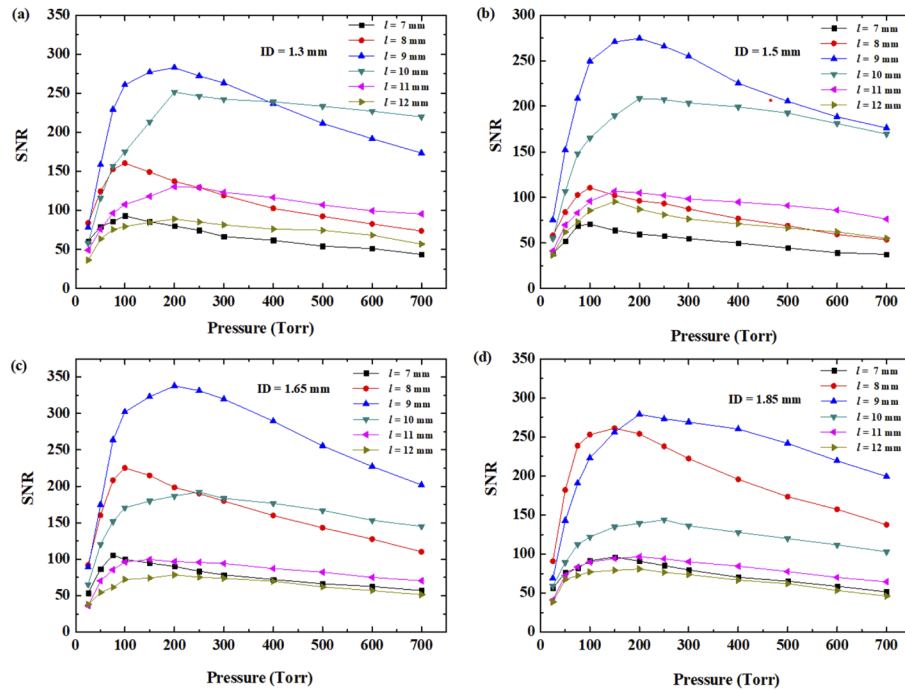 (a)
ID = 1.3 mm
l = 7 mm
l = 8 mm
l = 9 mm
l = 10 mm
l = 11 mm
l = 12 mm
350
300
250
200
150
100
50
0
SNR
0 100 200 300 400 500 600 700
Pressure (Torr)
(b)
ID = 1.5 mm
l = 7 mm
l = 8 mm
l = 9 mm
l = 10 mm
l = 11 mm
l = 12 mm
300
250
200
150
100
50
0
SNR
0 100 200 300 400 500 600 700
Pressure (Torr)
(c)
ID = 1.65 mm
l = 7 mm
l = 8 mm
l = 9 mm
l = 10 mm
l = 11 mm
l = 12 mm
350
300
250
200
150
100
50
0
SNR
0 100 200 300 400 500 600 700
Pressure (Torr)
(d)
ID = 1.85 mm
l = 7 mm
l = 8 mm
l = 9 mm
l = 10 mm
l = 11 mm
l = 12 mm
350
300
250
200
150
100
50
0
SNR
0 100 200 300 400 500 600 700
Pressure (Torr)